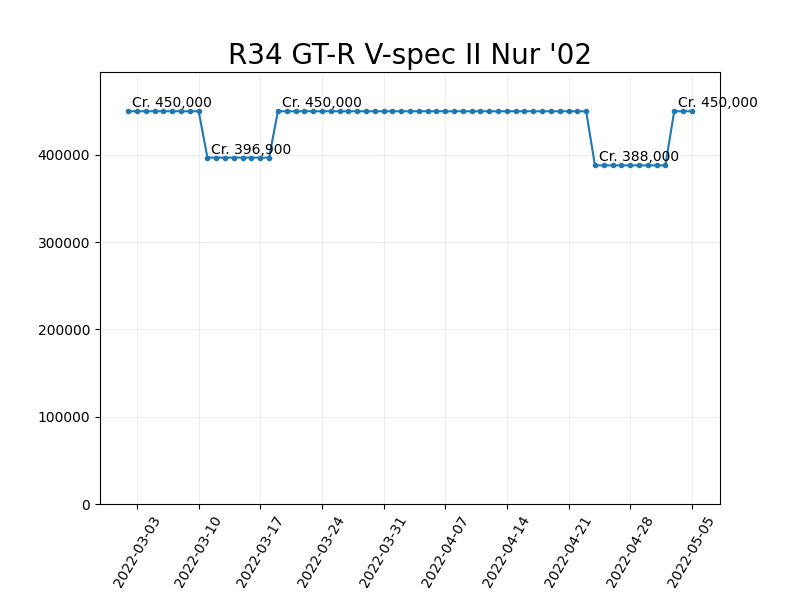 R34 GT-R V-spec II Nur '02
Cr. 450,000
Cr. 450,000
Cr. 450,000
Cr. 396,900
Cr. 388,000
400000
300000
200000
100000
0
2022-03-03
2022-03-10
2022-03-17
2022-03-24
2022-03-31
2022-04-07
2022-04-14
2022-04-21
2022-04-28
2022-05-05